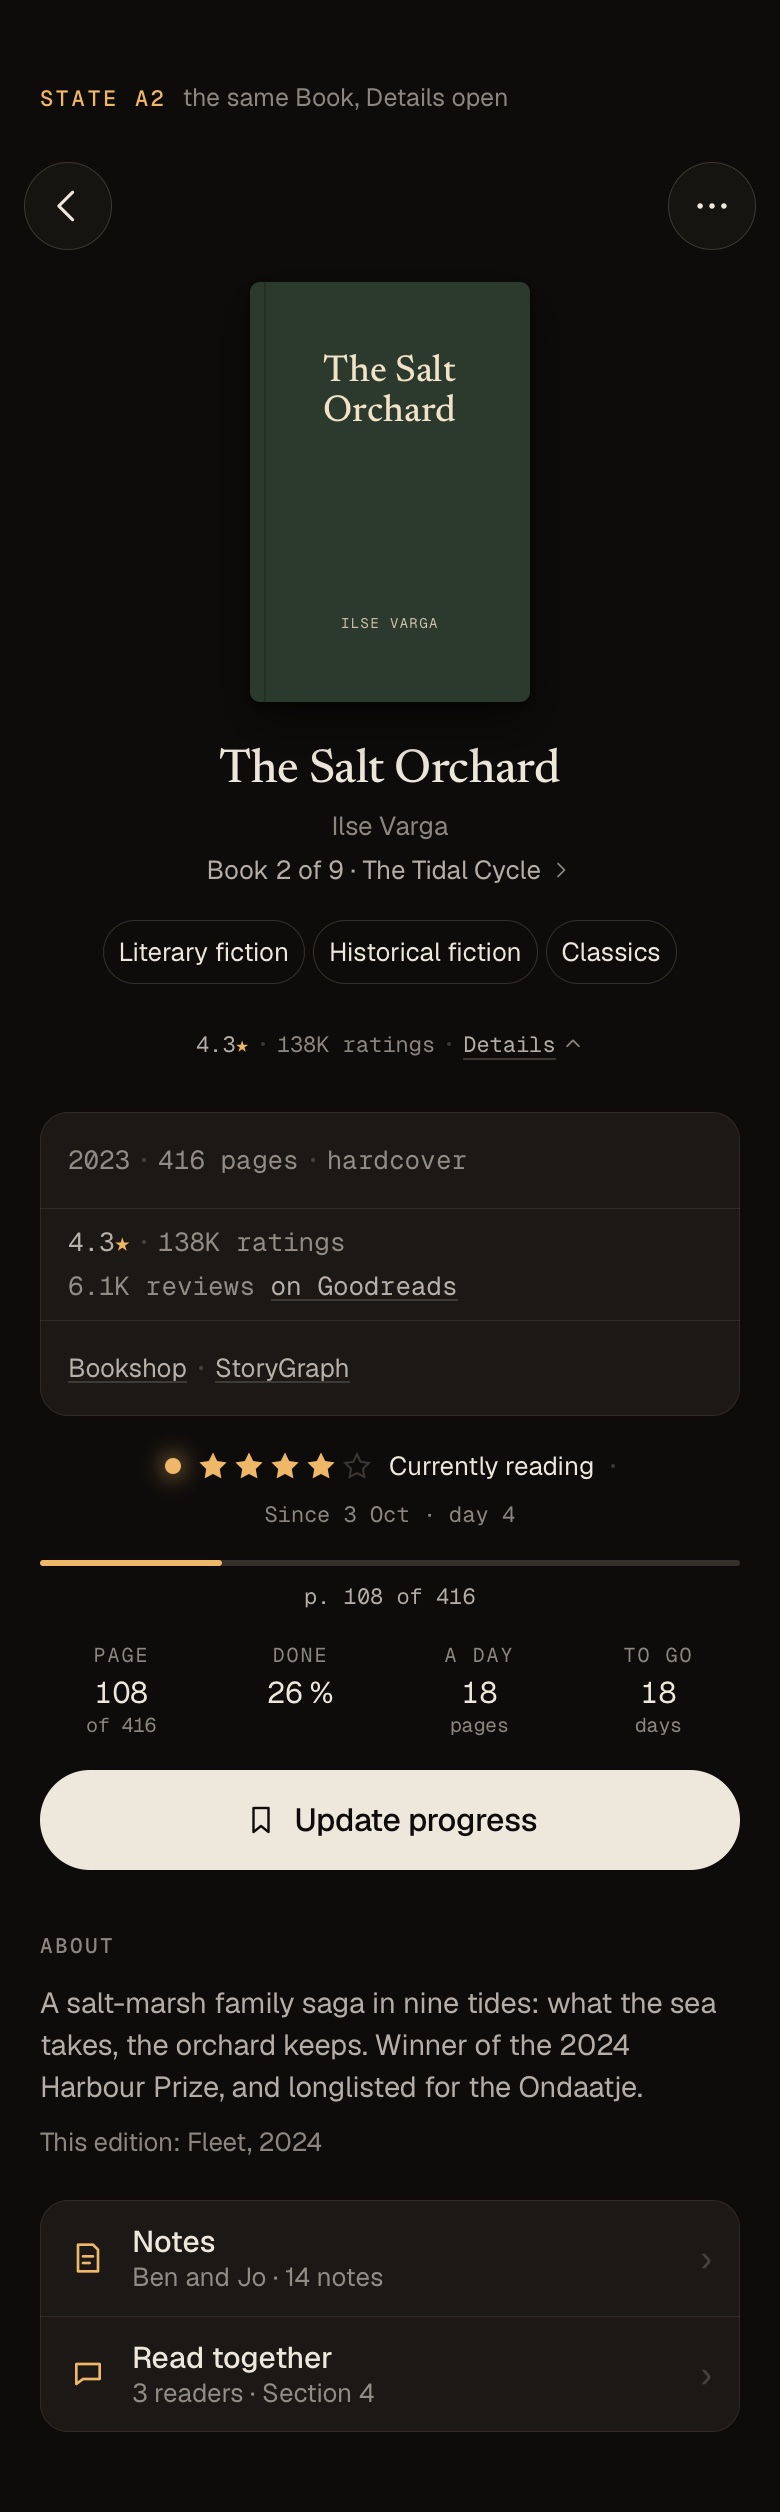 STATE A2 the same Book, Details open
The Salt
Orchard
ILSE VARGA
The Salt Orchard
Ilse Varga
Book 2 of 9 · The Tidal Cycle
Literary fiction Historical fiction Classics
4.3★ · 138K ratings · Details
2023 · 416 pages · hardcover
4.3★ · 138K ratings
6.1K reviews on Goodreads
Bookshop · StoryGraph
Currently reading ·
Since 3 Oct · day 4
p. 108 of 416
PAGE DONE A DAY TO GO
108 26 % 18 18
of 416 pages days
Update progress
ABOUT
A salt-marsh family saga in nine tides: what the sea
takes, the orchard keeps. Winner of the 2024
Harbour Prize, and longlisted for the Ondaatje.
This edition: Fleet, 2024
Notes
Ben and Jo · 14 notes
Read together
3 readers · Section 4